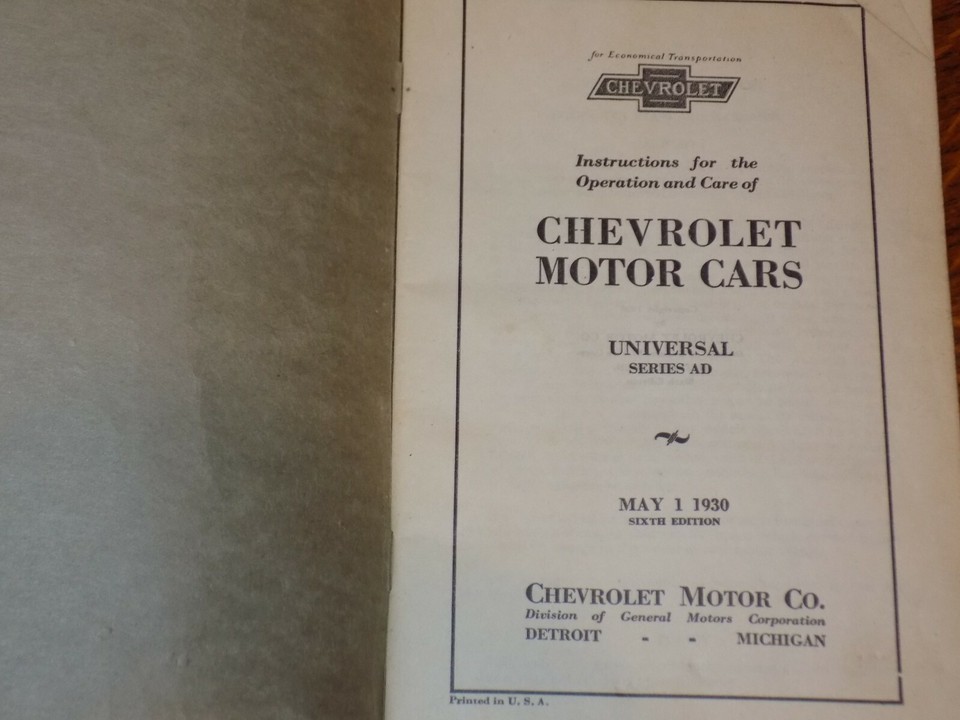 for Economical Transportation
CHEVROLET
Instructions for the
Operation and Care of
CHEVROLET
MOTOR CARS
UNIVERSAL
SERIES AD
MAY 1 1930
SIXTH EDITION
CHEVROLET MOTOR CO.
Division of General Motors Corporation
DETROIT - - MICHIGAN
Printed in U. S. A.